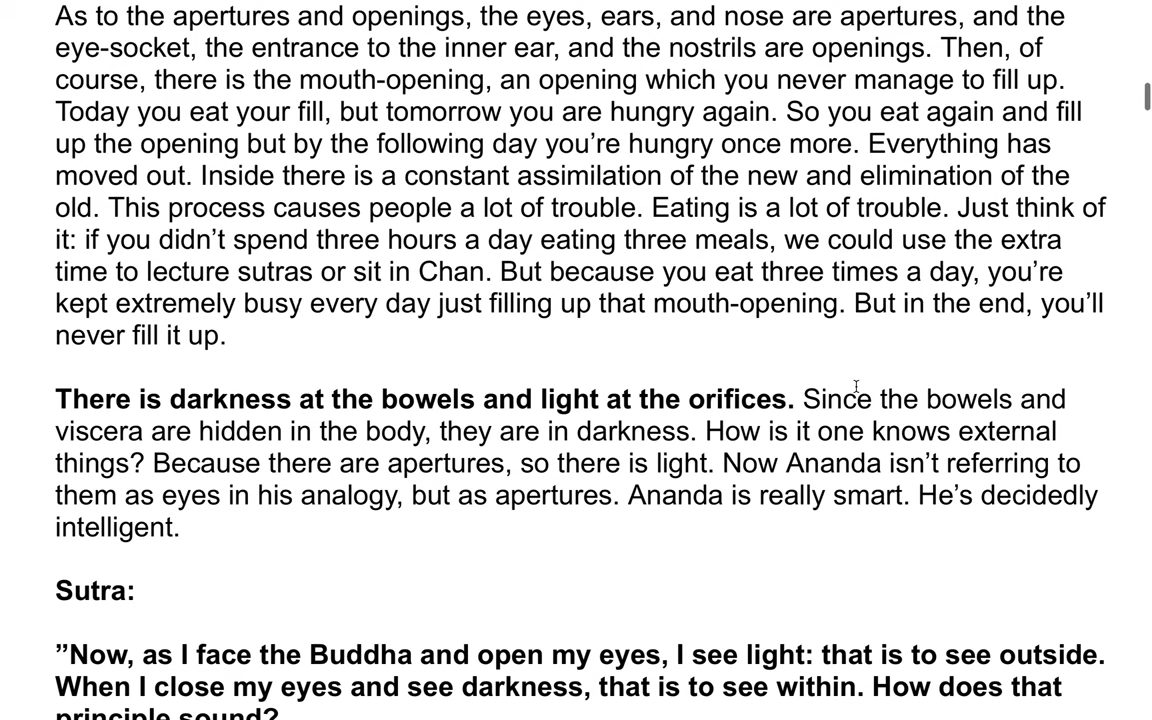 As to the apertures and openings, the eyes, ears, and nose are apertures, and the
eye-socket, the entrance to the inner ear, and the nostrils are openings. Then, of
course, there is the mouth-opening, an opening which you never manage to fill up.
Today you eat your fill, but tomorrow you are hungry again. So you eat again and fill
up the opening but by the following day you’re hungry once more. Everything has
moved out. Inside there is a constant assimilation of the new and elimination of the
old. This process causes people a lot of trouble. Eating is a lot of trouble. Just think of
it: if you didn’t spend three hours a day eating three meals, we could use the extra
time to lecture sutras or sit in Chan. But because you eat three times a day, you’re
kept extremely busy every day just filling up that mouth-opening. But in the end, you’ll
never fill it up.
There is darkness at the bowels and light at the orifices. Since the bowels and
viscera are hidden in the body, they are in darkness. How is it one knows external
things? Because there are apertures, so there is light. Now Ananda isn’t referring to
them as eyes in his analogy, but as apertures. Ananda is really smart. He’s decidedly
intelligent.
Sutra:
”Now, as I face the Buddha and open my eyes, I see light: that is to see outside.
When I close my eyes and see darkness, that is to see within. How does that
principle sound?